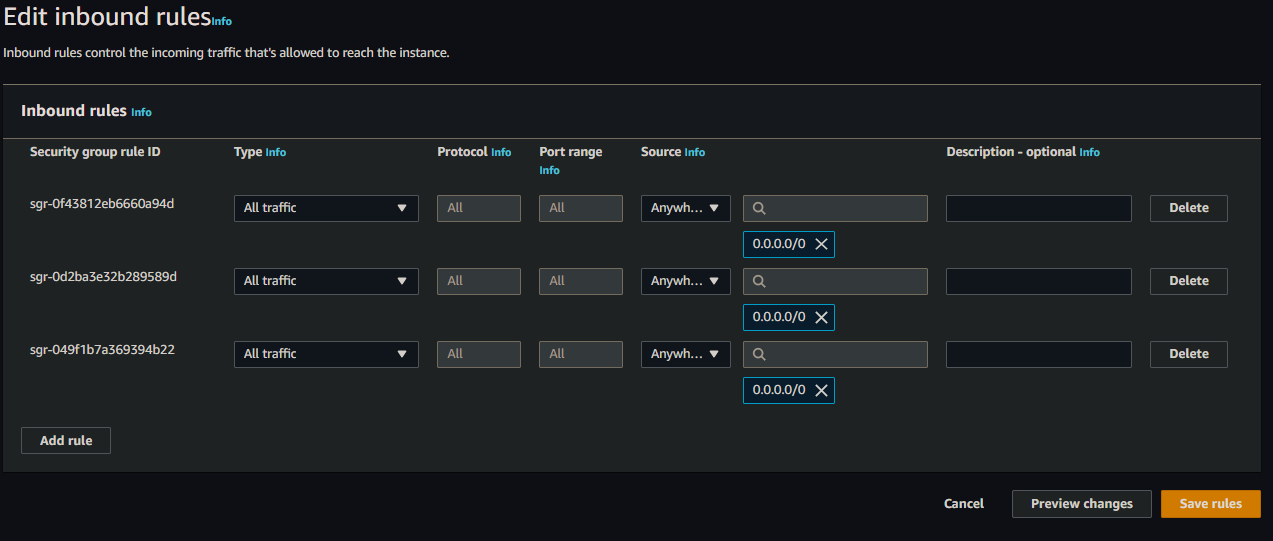 Edit inbound rules Info
Inbound rules control the incoming traffic that's allowed to reach the instance.
Inbound rules Info
Security group rule ID Type Info Protocol Info Port range Info Source Info Description - optional Info
sgr-0f43812eb6660a94d All traffic All All Anywh... Delete
0.0.0.0/0
sgr-0d2ba3e32b289589d All traffic All All Anywh... Delete
0.0.0.0/0
sgr-049f1b7a369394b22 All traffic All All Anywh... Delete
0.0.0.0/0
Add rule
Cancel Preview changes Save rules